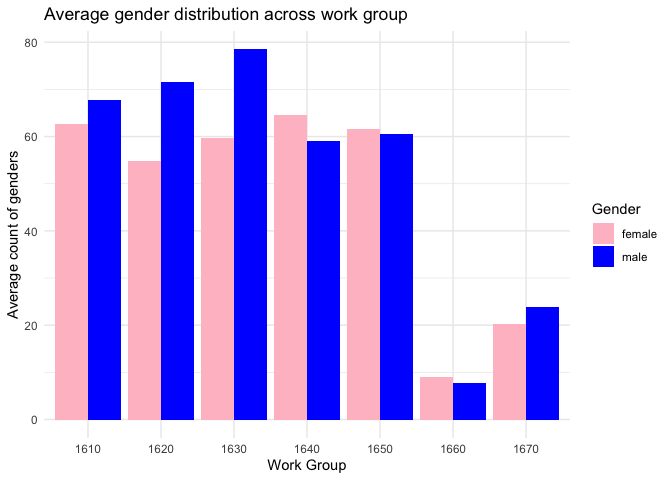 Average gender distribution across work group
80
60
40
20
0
Average count of genders
1610 1620 1630 1640 1650 1660 1670
Work Group
Gender
female
male